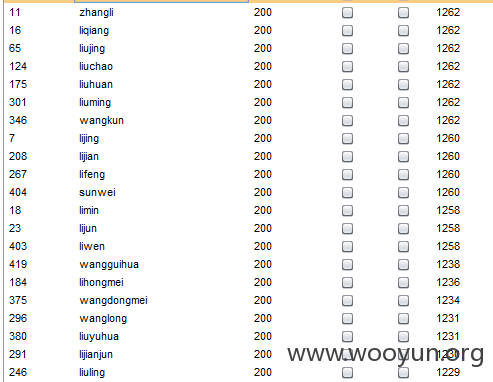 11 zhangli 200 1262
16 liqiang 200 1262
65 liujing 200 1262
124 liuchao 200 1262
175 liuhuan 200 1262
301 liuming 200 1262
346 wangkun 200 1262
7 lijing 200 1260
208 lijian 200 1260
267 lifeng 200 1260
404 sunwei 200 1260
18 limin 200 1258
23 lijun 200 1258
403 liwen 200 1258
419 wangguihua 200 1238
184 lihongmei 200 1236
375 wangdongmei 200 1234
296 wanglong 200 1231
380 liuyuhua 200 1231
291 lijianjun 200 1230
www.wooyun.org
246 liuling 200 1229